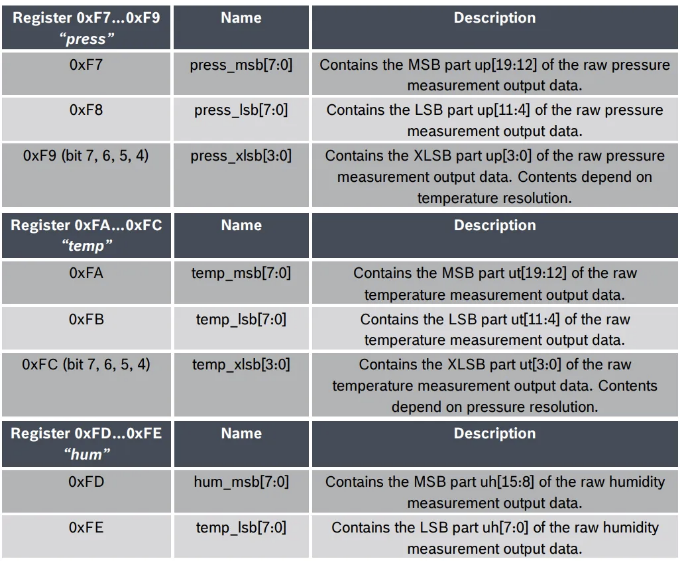 Register 0xF7…0xF9 Name Description
“press”
0xF7 press_msb[7:0] Contains the MSB part up[19:12] of the raw pressure
measurement output data.
0xF8 press_lsb[7:0] Contains the LSB part up[11:4] of the raw pressure
measurement output data.
0xF9 (bit 7, 6, 5, 4) press_xlsb[3:0] Contains the XLSB part up[3:0] of the raw pressure
measurement output data. Contents depend on
temperature resolution.
Register 0xFA…0xFC Name Description
“temp”
0xFA temp_msb[7:0] Contains the MSB part ut[19:12] of the raw
temperature measurement output data.
0xFB temp_lsb[7:0] Contains the LSB part ut[11:4] of the raw
temperature measurement output data.
0xFC (bit 7, 6, 5, 4) temp_xlsb[3:0] Contains the XLSB part ut[3:0] of the raw
temperature measurement output data. Contents
depend on pressure resolution.
Register 0xFD…0xFE Name Description
“hum”
0xFD hum_msb[7:0] Contains the MSB part uh[15:8] of the raw humidity
measurement output data.
0xFE temp_lsb[7:0] Contains the LSB part uh[7:0] of the raw humidity
measurement output data.